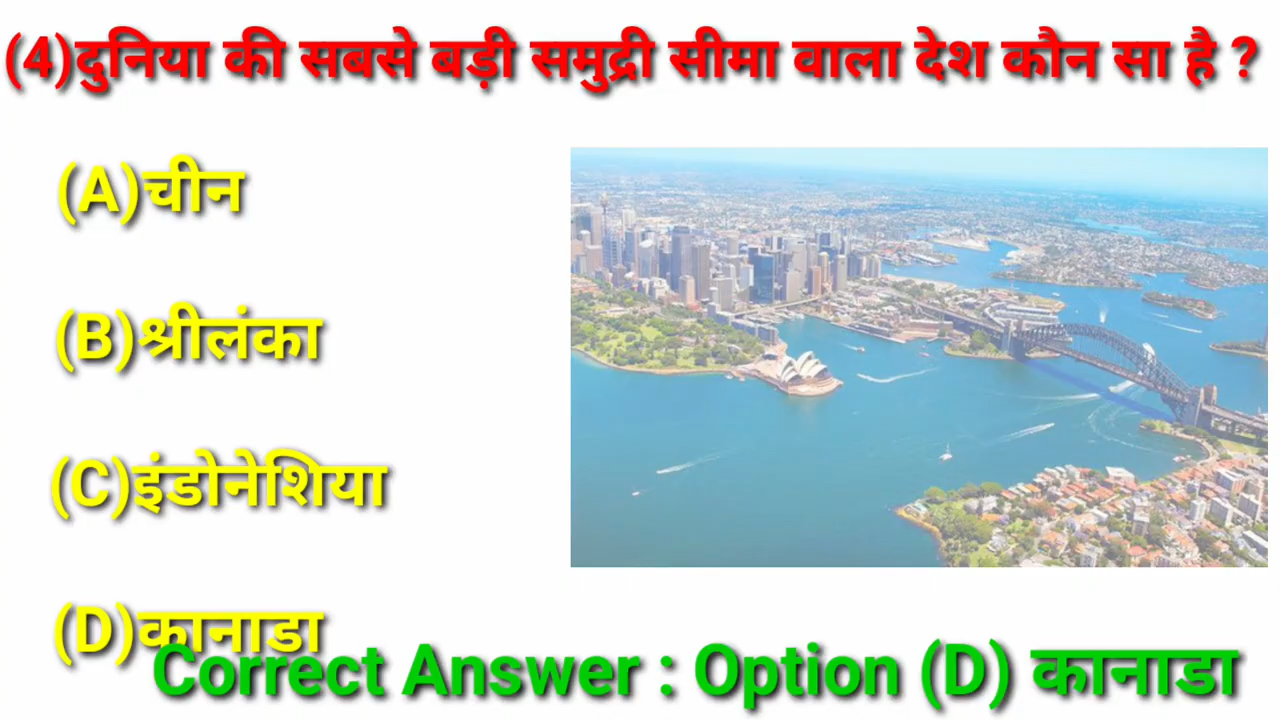 (4)दुनिया की सबसे बड़ी समुद्री सीमा वाला देश कौन सा है ?
(A)चीन
(B)श्रीलंका
(C)इंडोनेशिया
(D)कानाडा
Correct Answer : Option (D) कानाडा